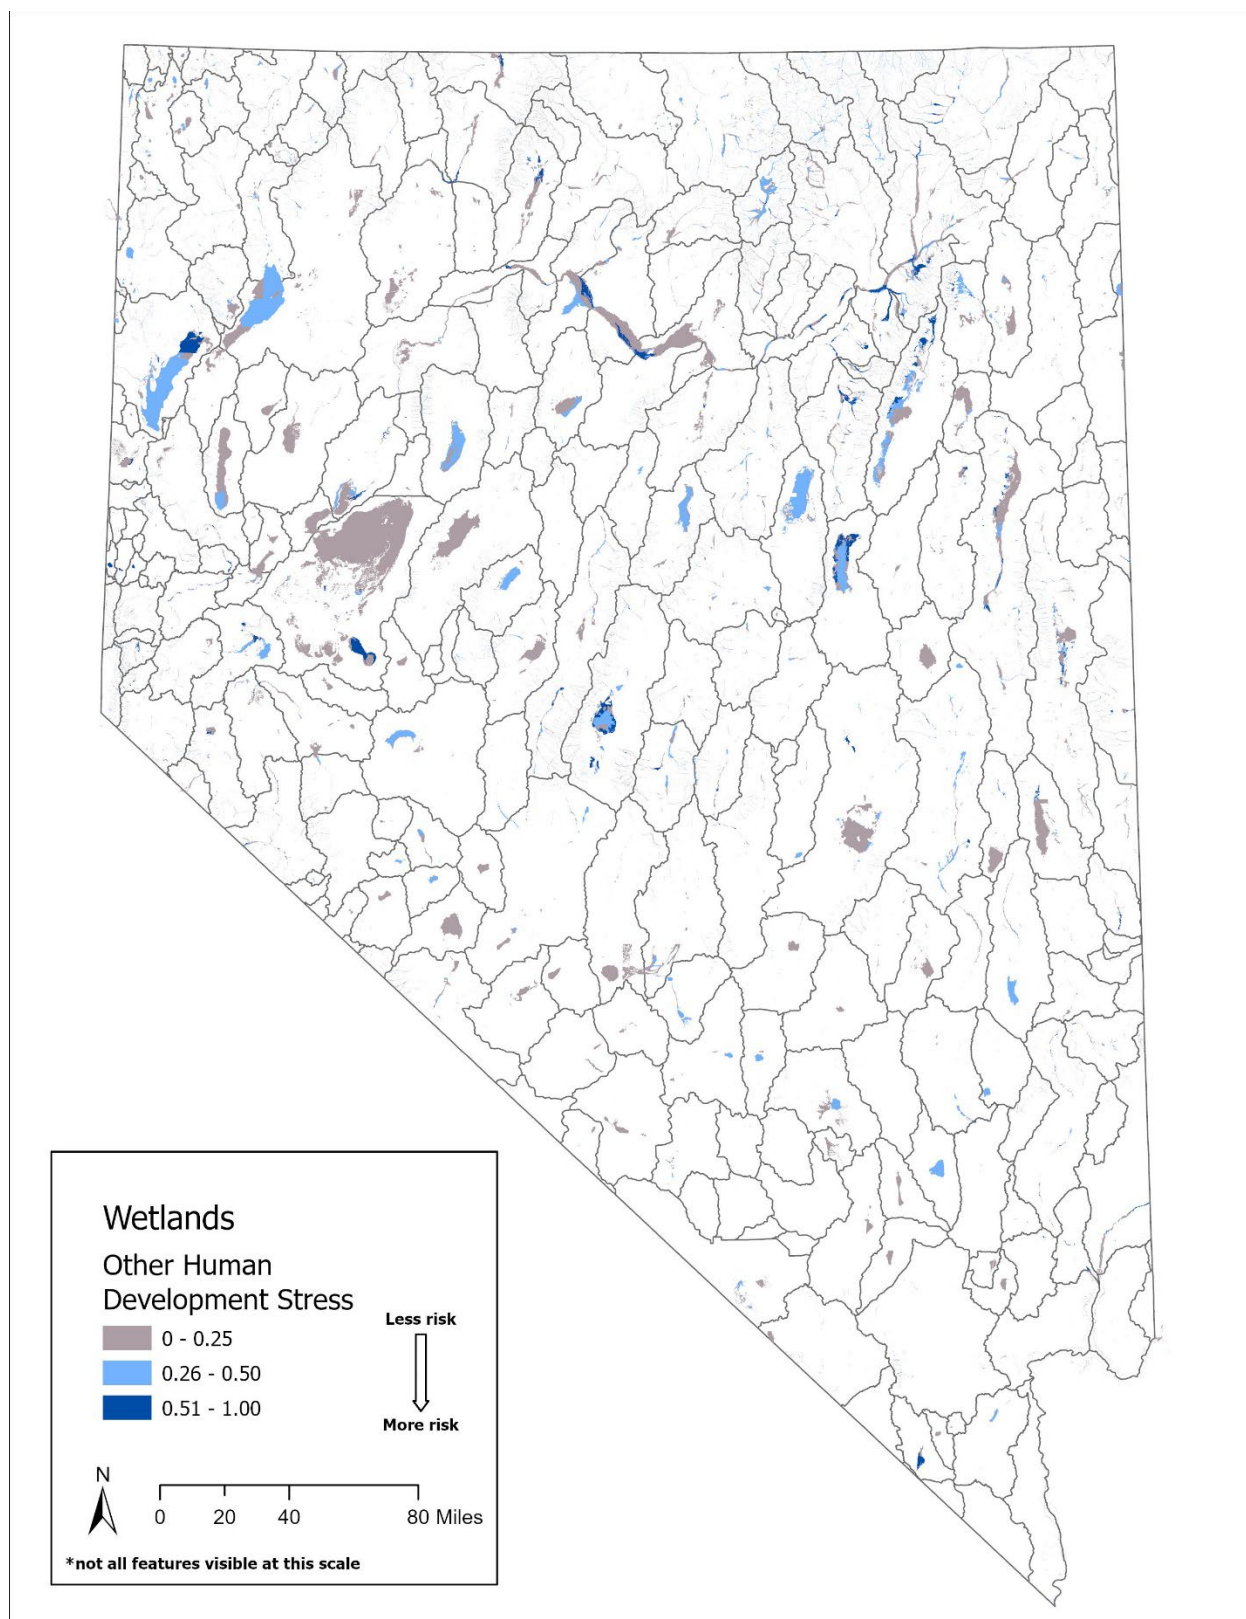 Wetlands
Other Human
Development Stress
0 - 0.25
0.26 - 0.50
0.51 - 1.00
Less risk
More risk
N
0 20 40 80 Miles
*not all features visible at this scale